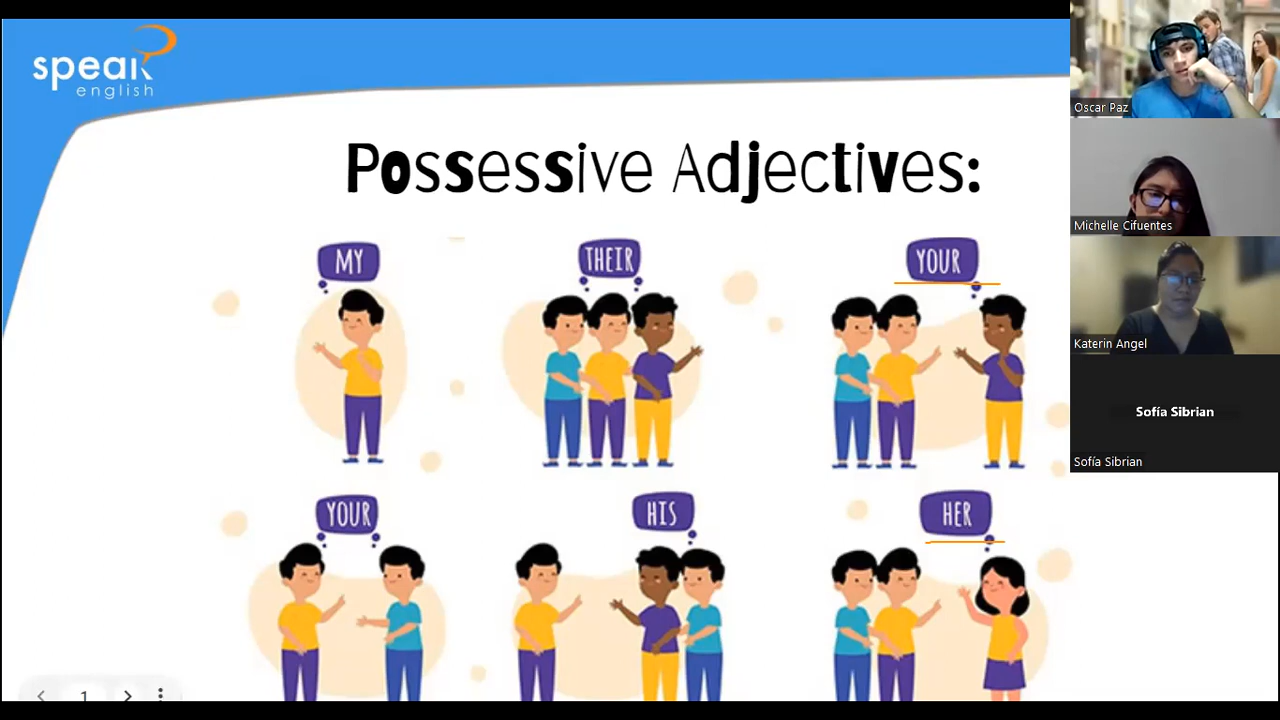 speak
english
Possessive Adjectives:
MY
THEIR
YOUR
YOUR
HIS
HER
1
Oscar Paz
Michelle Cifuentes
Katerin Angel
Sofía Sibrian
Sofía Sibrian